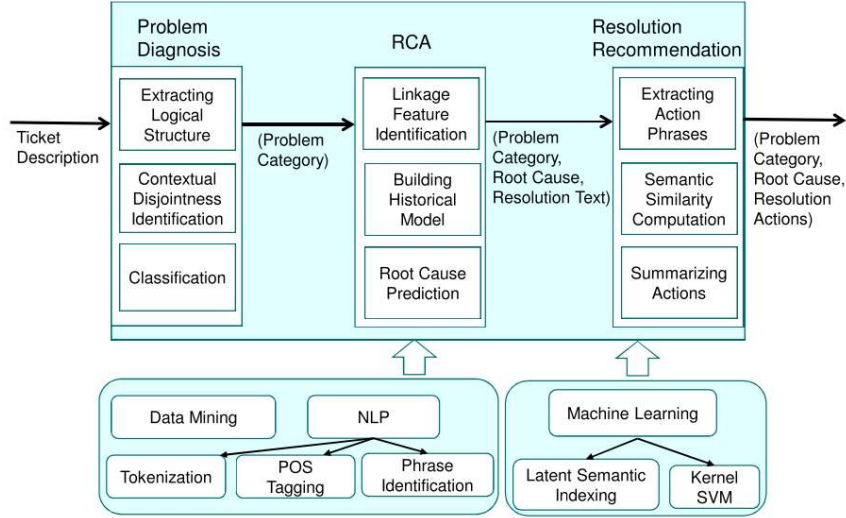 Problem
Diagnosis
RCA
Resolution
Recommendation
Ticket
Description
Extracting
Logical
Structure
Contextual
Disjointness
Identification
Classification
(Problem
Category)
Linkage
Feature
Identification
Building
Historical
Model
Root Cause
Prediction
(Problem
Category,
Root Cause,
Resolution Text)
Extracting
Action
Phrases
Semantic
Similarity
Computation
Summarizing
Actions
(Problem
Category,
Root Cause,
Resolution
Actions)
Data Mining
NLP
Tokenization
POS
Tagging
Phrase
Identification
Machine Learning
Latent Semantic
Indexing
Kernel
SVM